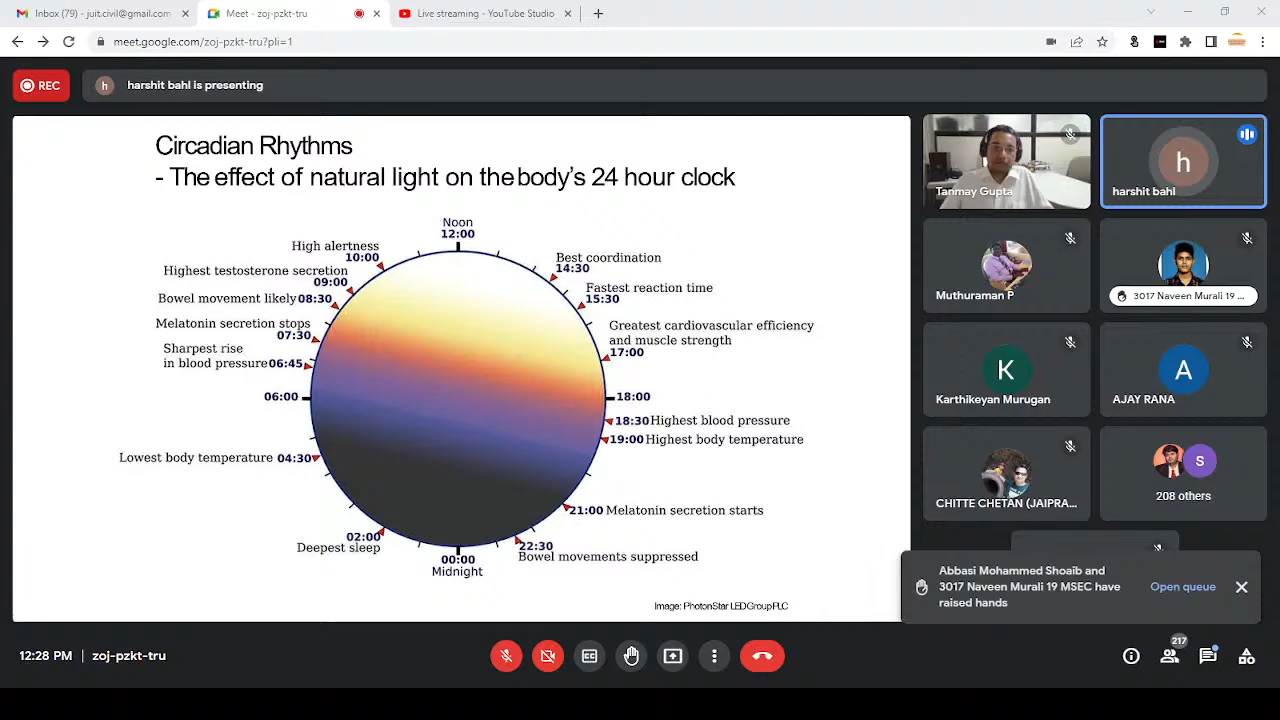 Inbox (79) - juit.civil@gmail.com
Meet - zoj-pzkt-tru
Live streaming - YouTube Studio
meet.google.com/zoj-pzkt-tru?pli=1
REC
h
harshit bahl is presenting
Circadian Rhythms
- The effect of natural light on the body's 24 hour clock
Noon
12:00
High alertness
10:00
Highest testosterone secretion
09:00
Bowel movement likely 08:30
Melatonin secretion stops
07:30
Sharpest rise
in blood pressure 06:45
06:00
Lowest body temperature 04:30
02:00
Deepest sleep
00:00
Midnight
Best coordination
14:30
Fastest reaction time
15:30
Greatest cardiovascular efficiency
and muscle strength
17:00
18:00
18:30 Highest blood pressure
19:00 Highest body temperature
21:00 Melatonin secretion starts
22:30
Bowel movements suppressed
Image: PhotonStar LED Group PLC
Tanmay Gupta
h
harshit bahl
Muthuraman P
3017 Naveen Murali 19 ...
K
Karthikeyan Murugan
A
AJAY RANA
CHITTE CHETAN (JAIPRA...
S
208 others
Abbasi Mohammed Shoaib and
3017 Naveen Murali 19 MSEC have
raised hands
Open queue
12:28 PM | zoj-pzkt-tru
217